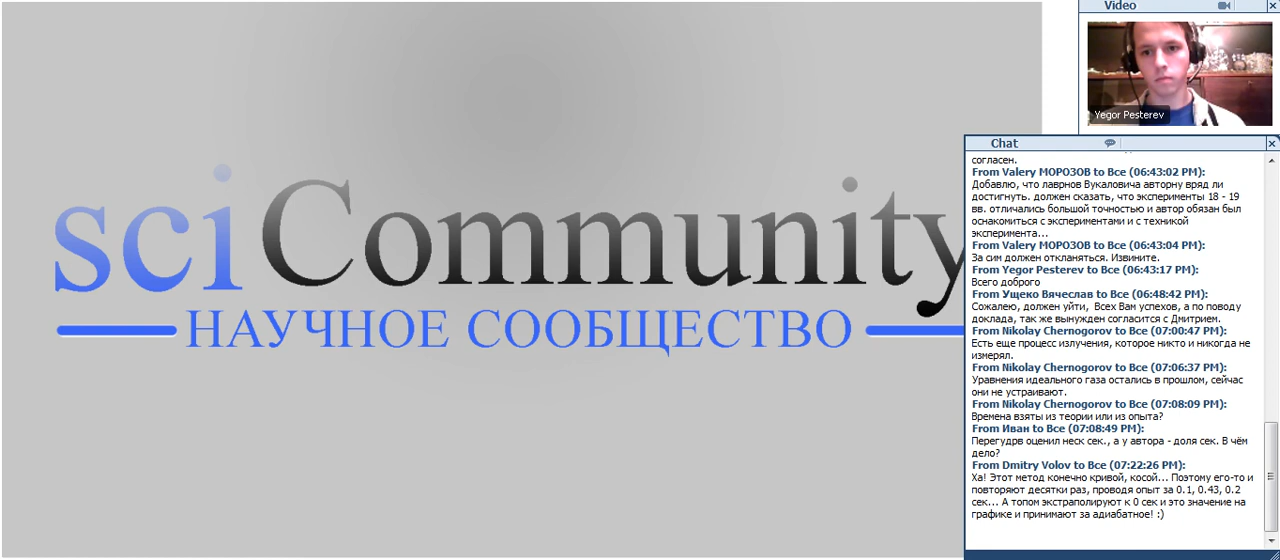 Video
Yegor Pesterev
sciCommunity
НАУЧНОЕ СООБЩЕСТВО
Chat
согласен.
From Valery МОРОЗОВ to Все (06:43:02 PM):
Добавлю, что лаврнов Вукаловича авторну вряд ли
достигнуть. должен сказать, что эксперименты 18 - 19
вв. отличались большой точностью и автор обязан был
оснакомиться с экспериментами и с техникой
эксперимента...
From Valery МОРОЗОВ to Все (06:43:04 PM):
За сим должен откланяться. Извините.
From Yegor Pesterev to Все (06:43:17 PM):
Всего доброго
From Ущеко Вячеслав to Все (06:48:42 PM):
Сожалею, должен уйти, Всех Вам успехов, а по поводу
доклада, так же вынужден согласится с Дмитрием.
From Nikolay Chernogorov to Все (07:00:47 PM):
Есть еще процесс излучения, которое никто и никогда не
измерял.
From Nikolay Chernogorov to Все (07:06:37 PM):
Уравнения идеального газа остались в прошлом, сейчас
они не устраивают.
From Nikolay Chernogorov to Все (07:08:09 PM):
Времена взяты из теории или из опыта?
From Иван to Все (07:08:49 PM):
Перегудрв оценил неск сек., а у автора - доля сек. В чём
дело?
From Dmitry Volov to Все (07:22:26 PM):
Ха! Этот метод конечно кривой, косой... Поэтому его-то и
повторяют десятки раз, проводя опыт за 0.1, 0.43, 0.2
сек... А топом экстраполируют к 0 сек и это значение на
графике и принимают за адиабатное! :)